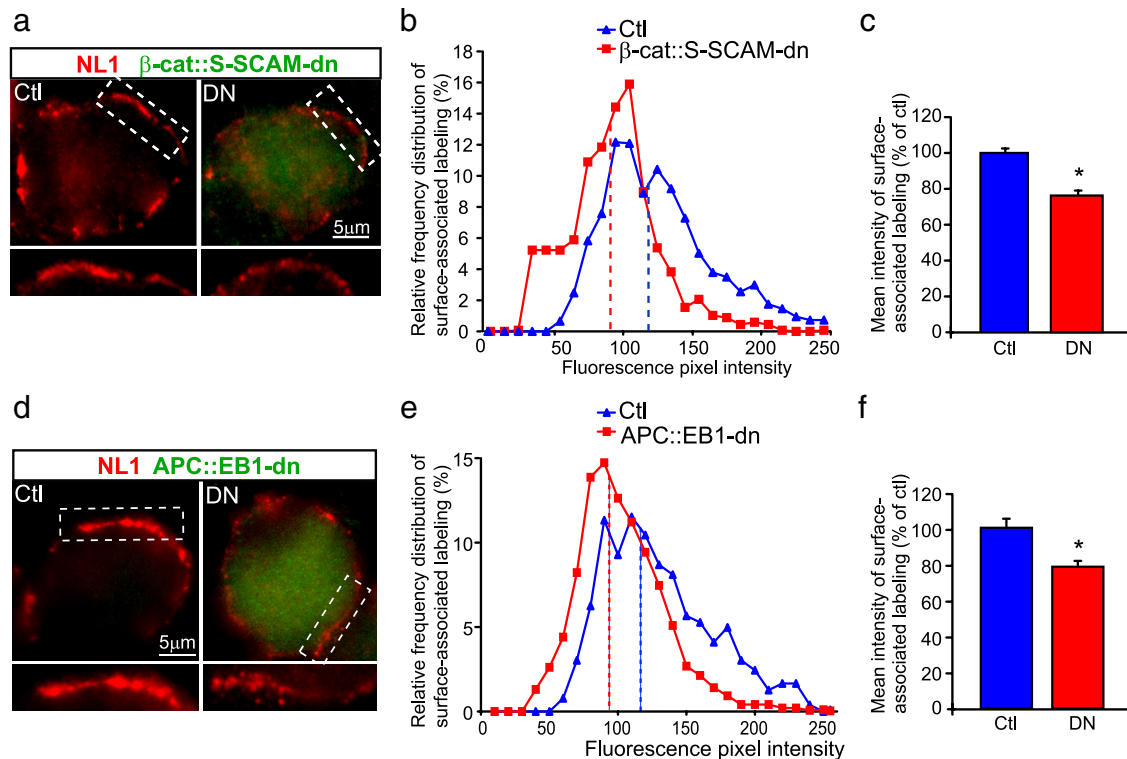 a
NL1 β-cat::S-SCAM-dn
Ctl
DN
5μm
b
Ctl
β-cat::S-SCAM-dn
Relative frequency distribution of
surface-associated labeling (%)
18
16
14
12
10
8
6
4
2
0
0 50 100 150 200 250
Fluorescence pixel intensity
c
Mean intensity of surface-
associated labeling (% of ctl)
120
100
80
60
40
20
0
Ctl DN
*
d
NL1 APC::EB1-dn
Ctl
DN
5μm
e
Ctl
APC::EB1-dn
Relative frequency distribution of
surface-associated labeling (%)
15
10
5
0
0 50 100 150 200 250
Fluorescence pixel intensity
f
Mean intensity of surface-
associated labeling (% of ctl)
120
100
80
60
40
20
0
Ctl DN
*